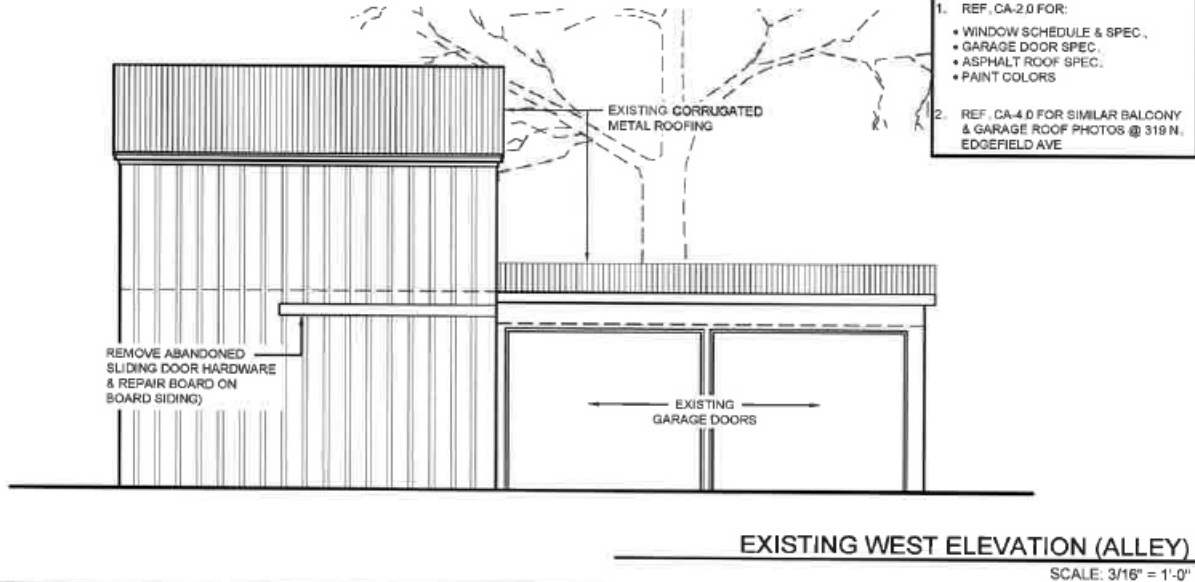 1. REF. CA-2.0 FOR:
• WINDOW SCHEDULE & SPEC.,
• GARAGE DOOR SPEC.
• ASPHALT ROOF SPEC.
• PAINT COLORS
2. REF. CA-4.0 FOR SIMILAR BALCONY
& GARAGE ROOF PHOTOS @ 319 N.
EDGEFIELD AVE
EXISTING CORRUGATED
METAL ROOFING
REMOVE ABANDONED
SLIDING DOOR HARDWARE
& REPAIR BOARD ON
BOARD SIDING)
EXISTING
GARAGE DOORS
EXISTING WEST ELEVATION (ALLEY)
SCALE: 3/16" = 1'-0"